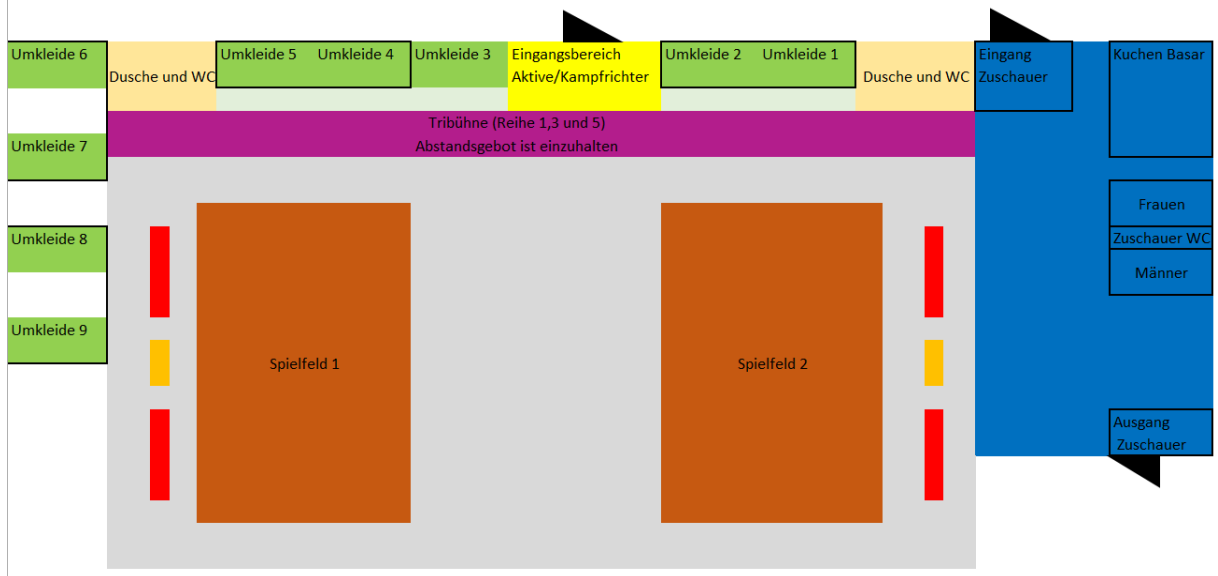 Umkleide 6
Dusche und WC
Umkleide 5
Umkleide 4
Umkleide 3
Eingangsbereich
Aktive/Kampfrichter
Umkleide 2
Umkleide 1
Dusche und WC
Eingang
Zuschauer
Kuchen Basar
Tribühne (Reihe 1,3 und 5)
Abstandsgebot ist einzuhalten
Umkleide 7
Frauen
Zuschauer WC
Männer
Umkleide 8
Umkleide 9
Spielfeld 1
Spielfeld 2
Ausgang
Zuschauer